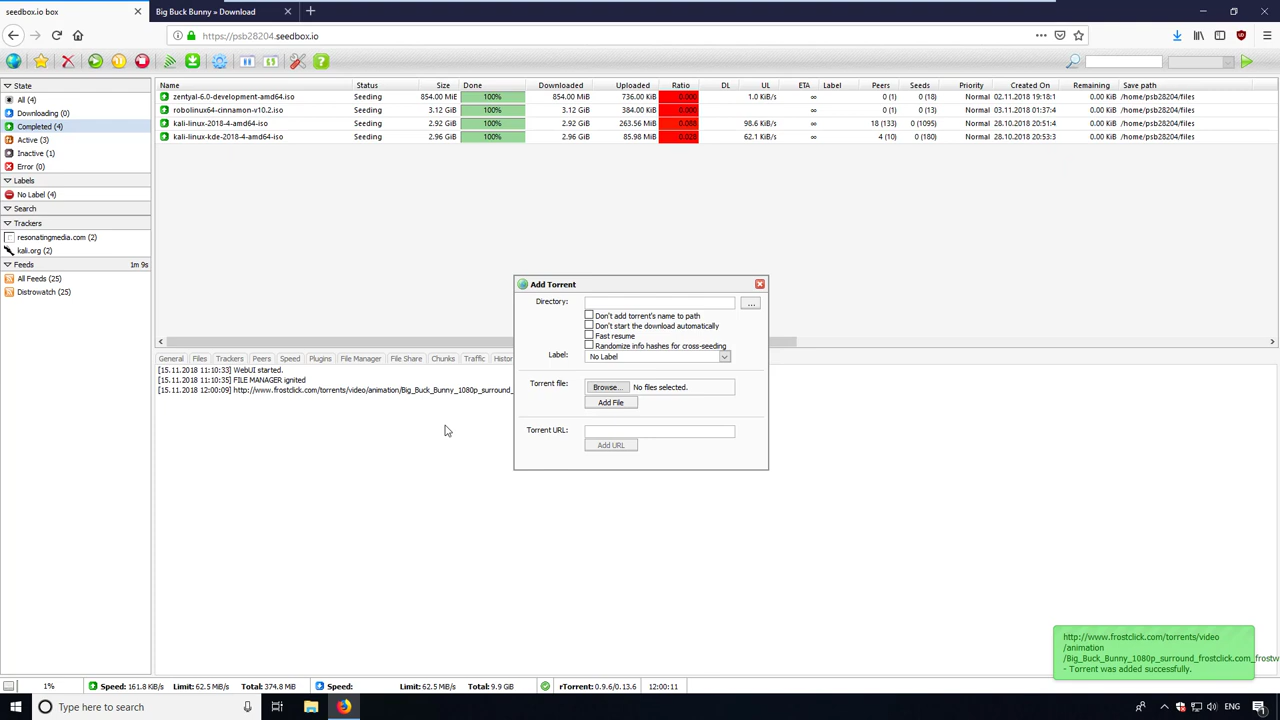 seedbox.io box
Big Buck Bunny » Download
https://psb28204.seedbox.io
State
All (4)
Downloading (0)
Completed (4)
Active (3)
Inactive (1)
Error (0)
Labels
No Label (4)
Search
Trackers
resonatingmedia.com (2)
kali.org (2)
Feeds 1m 9s
All Feeds (25)
Distrowatch (25)
Name Status Size Done Downloaded Uploaded Ratio DL UL ETA Label Peers Seeds Priority Created On Remaining Save path
zentyal-6.0-development-amd64.iso Seeding 854.00 MiE 100% 854.00 MiB 736.00 KiB 0.000 1.0 KiB/s ∞ 0 (1) 0 (18) Normal 02.11.2018 19:18:1 0.00 KiB /home/psb28204/files
robolinux64-cinnamon-v10.2.iso Seeding 3.12 GiB 100% 3.12 GiB 384.00 KiB 0.000 ∞ 0 (3) 0 (13) Normal 03.11.2018 01:37:4 0.00 KiB /home/psb28204/files
kali-linux-2018-4-amd64-iso Seeding 2.92 GiB 100% 2.92 GiB 263.56 MiB 0.088 98.6 KiB/s ∞ 18 (133) 0 (1095) Normal 28.10.2018 20:51:4 0.00 KiB /home/psb28204/files
kali-linux-kde-2018-4-amd64-iso Seeding 2.96 GiB 100% 2.96 GiB 85.98 MiB 0.028 62.1 KiB/s ∞ 4 (10) 0 (180) Normal 28.10.2018 20:53:3 0.00 KiB /home/psb28204/files
Add Torrent
Directory:
...
Don't add torrent's name to path
Don't start the download automatically
Fast resume
Randomize info hashes for cross-seeding
Label: No Label
Torrent file: Browse... No files selected.
Add File
Torrent URL:
Add URL
General Files Trackers Peers Speed Plugins File Manager File Share Chunks Traffic Histor
[15.11.2018 11:10:33] WebUI started.
[15.11.2018 11:10:35] FILE MANAGER ignited
[15.11.2018 12:00:09] http://www.frostclick.com/torrents/video/animation/Big_Buck_Bunny_1080p_surround_
http://www.frostclick.com/torrents/video
/animation
/Big_Buck_Bunny_1080p_surround_frostclick.com_frostw
- Torrent was added successfully.
1% Speed: 161.8 KiB/s Limit: 62.5 MiB/s Total: 374.8 MiB Speed: Limit: 62.5 MiB/s Total: 9.9 GiB rTorrent: 0.9.6/0.13.6 12:00:11
Type here to search
ENG